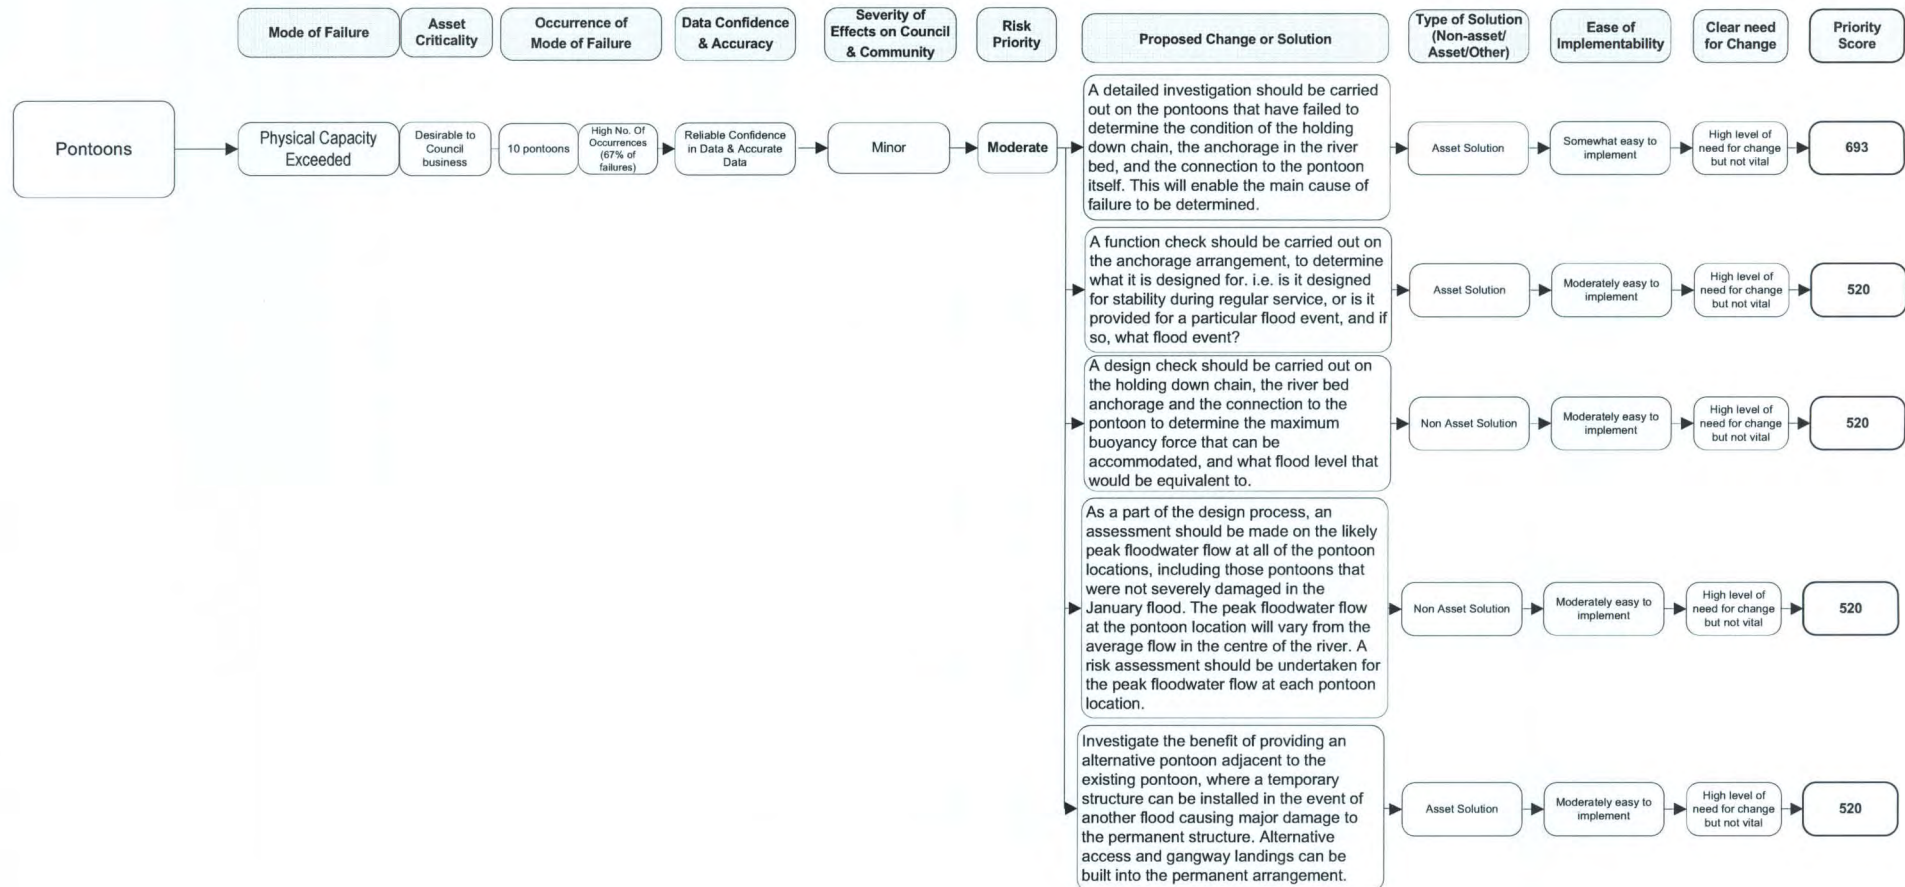 Mode of Failure
Asset
Criticality
Occurrence of
Mode of Failure
Data Confidence
& Accuracy
Severity of
Effects on Council
& Community
Risk
Priority
Proposed Change or Solution
Type of Solution
(Non-asset/
Asset/Other)
Ease of
Implementability
Clear need
for Change
Priority
Score
Pontoons
Physical Capacity
Exceeded
Desirable to
Council
business
10 pontoons
High No. Of
Occurrences
(67% of
failures)
Reliable Confidence
in Data & Accurate
Data
Minor
Moderate
A detailed investigation should be carried
out on the pontoons that have failed to
determine the condition of the holding
down chain, the anchorage in the river
bed, and the connection to the pontoon
itself. This will enable the main cause of
failure to be determined.
Asset Solution
Somewhat easy to
implement
High level of
need for change
but not vital
693
A function check should be carried out on
the anchorage arrangement, to determine
what it is designed for. i.e. is it designed
for stability during regular service, or is it
provided for a particular flood event, and if
so, what flood event?
Asset Solution
Moderately easy to
implement
High level of
need for change
but not vital
520
A design check should be carried out on
the holding down chain, the river bed
anchorage and the connection to the
pontoon to determine the maximum
buoyancy force that can be
accommodated, and what flood level that
would be equivalent to.
Non Asset Solution
Moderately easy to
implement
High level of
need for change
but not vital
520
As a part of the design process, an
assessment should be made on the likely
peak floodwater flow at all of the pontoon
locations, including those pontoons that
were not severely damaged in the
January flood. The peak floodwater flow
at the pontoon location will vary from the
average flow in the centre of the river. A
risk assessment should be undertaken for
the peak floodwater flow at each pontoon
location.
Non Asset Solution
Moderately easy to
implement
High level of
need for change
but not vital
520
Investigate the benefit of providing an
alternative pontoon adjacent to the
existing pontoon, where a temporary
structure can be installed in the event of
another flood causing major damage to
the permanent structure. Alternative
access and gangway landings can be
built into the permanent arrangement.
Asset Solution
Moderately easy to
implement
High level of
need for change
but not vital
520